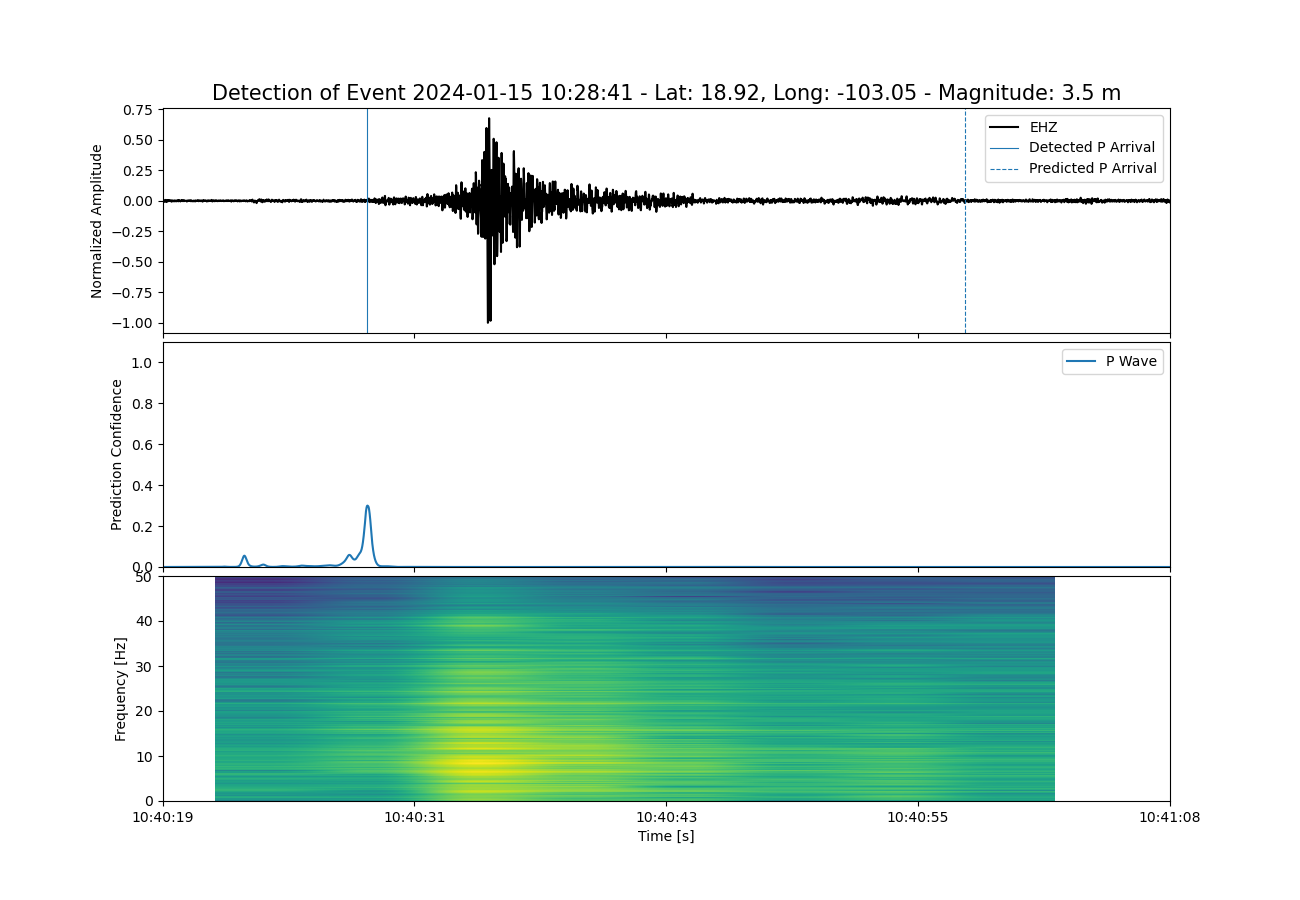 Detection of Event 2024-01-15 10:28:41 - Lat: 18.92, Long: -103.05 - Magnitude: 3.5 m
0.75
0.50
0.25
0.00
−0.25
−0.50
−0.75
−1.00
Normalized Amplitude
EHZ
Detected P Arrival
Predicted P Arrival
1.0
0.8
0.6
0.4
0.2
0.0
Prediction Confidence
P Wave
50
40
30
20
10
0
Frequency [Hz]
10:40:19
10:40:31
10:40:43
10:40:55
10:41:08
Time [s]